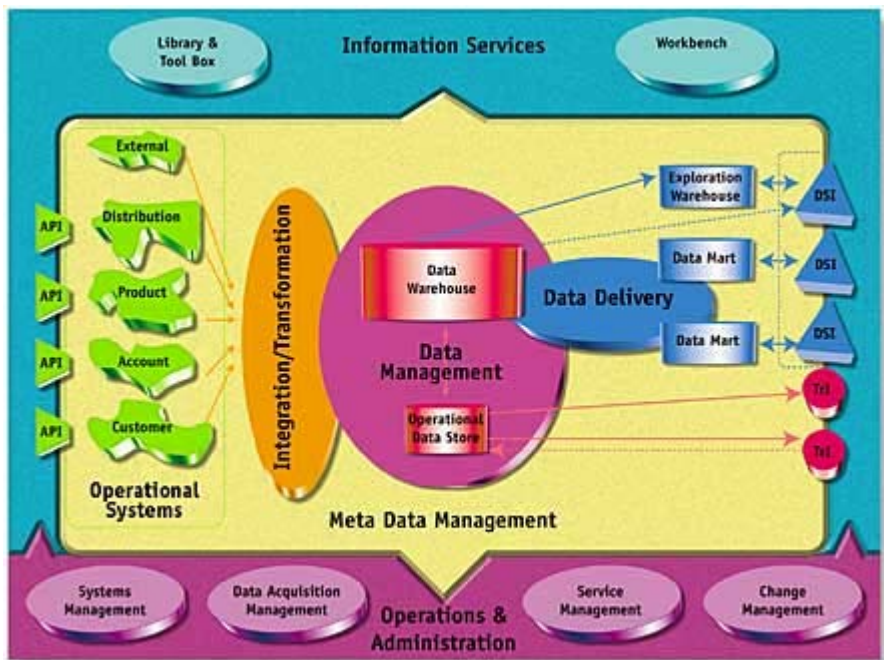 Library &
Tool Box
Information Services
Workbench
External
Distribution
Product
Account
Customer
API
API
API
API
Operational
Systems
Integration/Transformation
Data
Warehouse
Data
Management
Operational
Data Store
Data Delivery
Exploration
Warehouse
Data Mart
Data Mart
DSI
DSI
DSI
TrI
TrI
Meta Data Management
Systems
Management
Data Acquisition
Management
Operations &
Administration
Service
Management
Change
Management